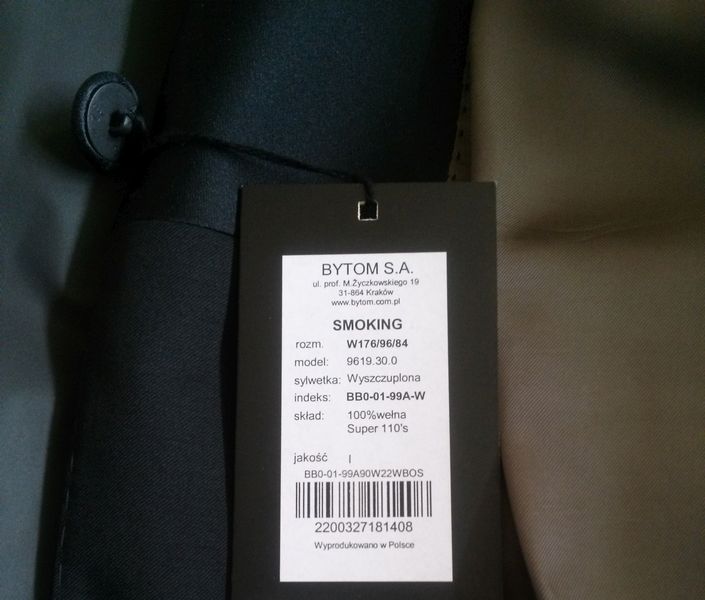 BYTOM S.A.
ul. prof. M.Życzkowskiego 19
31-864 Kraków
www.bytom.com.pl
SMOKING
rozm. W176/96/84
model: 9619.30.0
sylwetka: Wyszczuplona
indeks: BB0-01-99A-W
skład: 100%wełna
Super 110's
jakość I
BB0-01-99A90W22WBOS
2200327181408
Wyprodukowano w Polsce